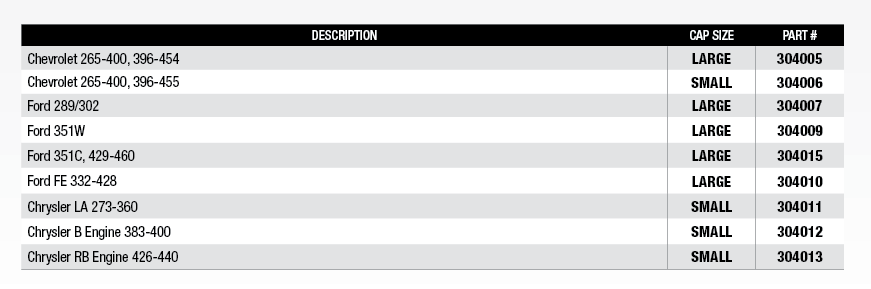 DESCRIPTION CAP SIZE PART #
Chevrolet 265-400, 396-454 LARGE 304005
Chevrolet 265-400, 396-455 SMALL 304006
Ford 289/302 LARGE 304007
Ford 351W LARGE 304009
Ford 351C, 429-460 LARGE 304015
Ford FE 332-428 LARGE 304010
Chrysler LA 273-360 SMALL 304011
Chrysler B Engine 383-400 SMALL 304012
Chrysler RB Engine 426-440 SMALL 304013